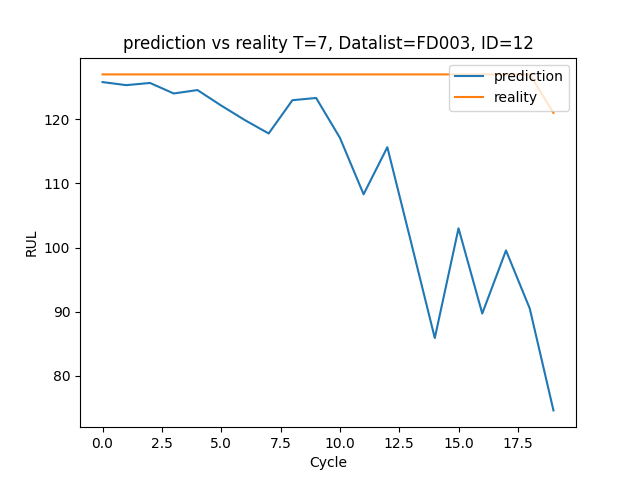 prediction vs reality T=7, Datalist=FD003, ID=12
prediction
reality
RUL
120
110
100
90
80
0.0 2.5 5.0 7.5 10.0 12.5 15.0 17.5
Cycle